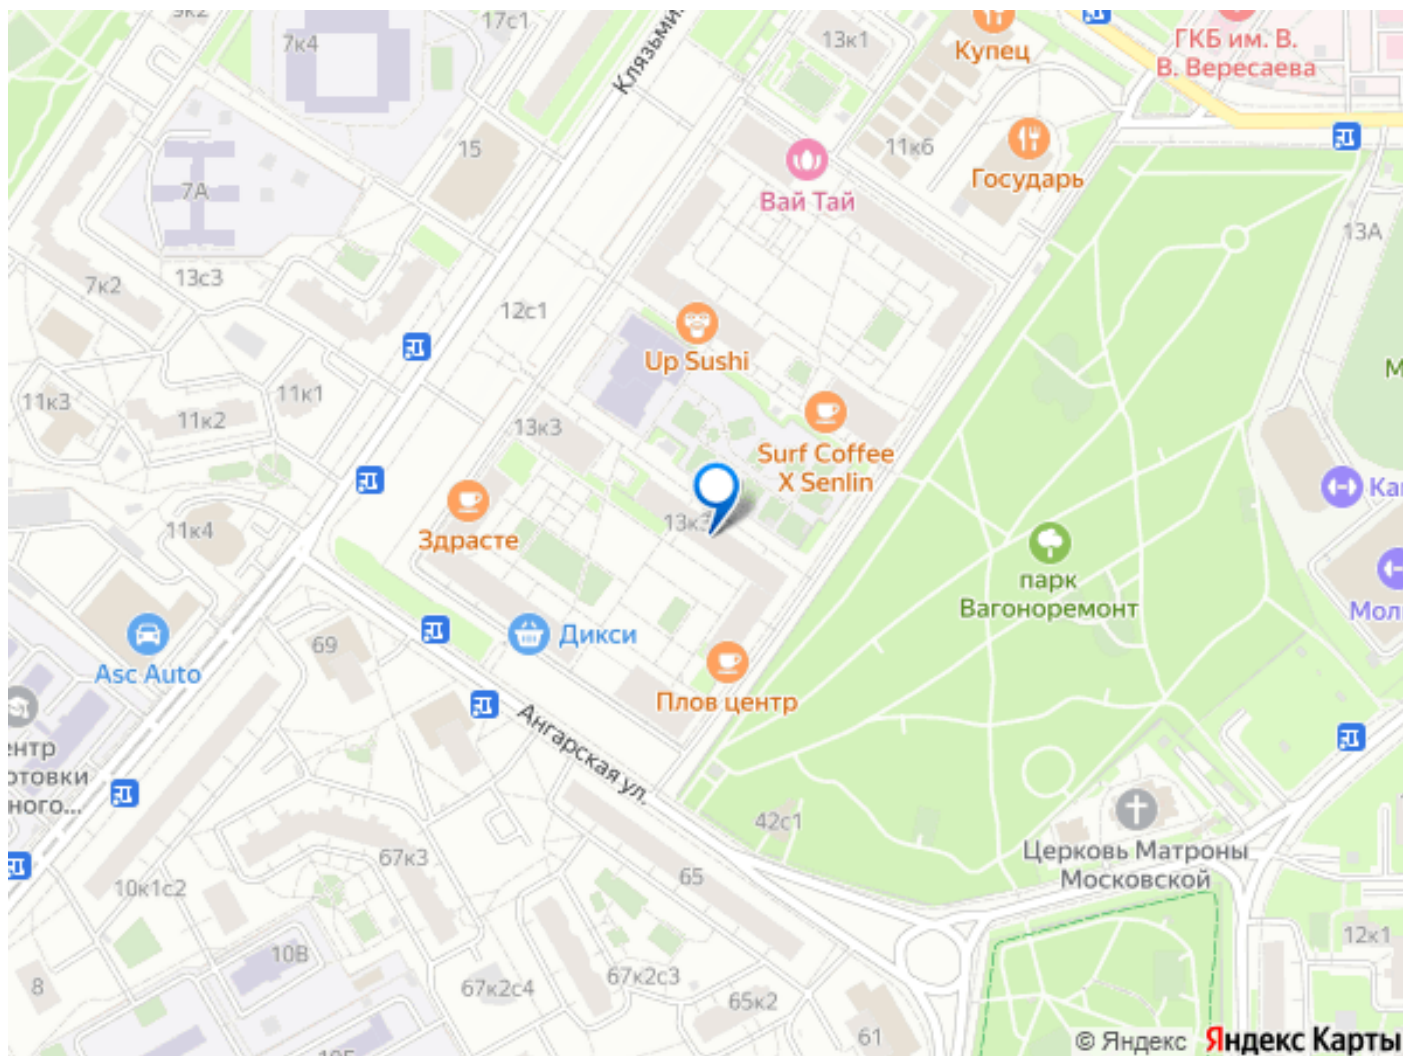 17с1
7к4
Клязьми
13к1
Купец
ГКБ им. В.
В. Вересаева
15
11к6
Государь
Вай Тай
7А
13А
13с3
7к2
12с1
Up Sushi
11к1
11к3
11к2
13к3
Surf Coffee
X Senlin
Здрасте
11к4
парк
Вагоноремонт
69
Дикси
Asc Auto
Плов центр
Ангарская ул.
42с1
Церковь Матроны
Московской
67к3
65
10к1с2
10В
12к1
8
67к2с4
67к2с3
65к2
61
© Яндекс Яндекс Карты